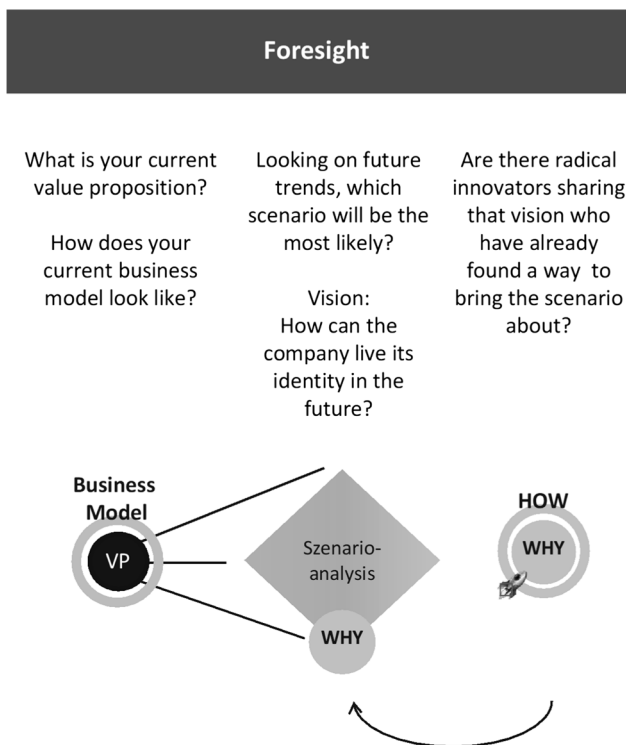 Foresight
What is your current
value proposition?
How does your
current business
model look like?
Looking on future
trends, which
scenario will be the
most likely?
Vision:
How can the
company live its
identity in the
future?
Are there radical
innovators sharing
that vision who
have already
found a way  to
bring the scenario
about?
Business
Model
VP
Szenario-
analysis
WHY
HOW
WHY